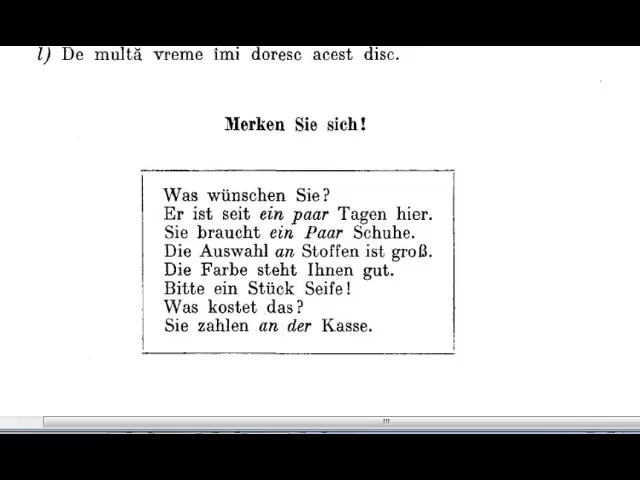 l) De multă vreme îmi doresc acest disc.
Merken Sie sich!
Was wünschen Sie?
Er ist seit ein paar Tagen hier.
Sie braucht ein Paar Schuhe.
Die Auswahl an Stoffen ist groß.
Die Farbe steht Ihnen gut.
Bitte ein Stück Seife!
Was kostet das?
Sie zahlen an der Kasse.